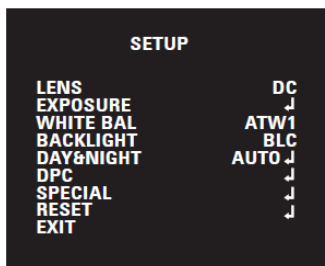 SETUP
LENS DC
EXPOSURE ↲
WHITE BAL ATW1
BACKLIGHT BLC
DAY&NIGHT AUTO↲
DPC ↲
SPECIAL ↲
RESET ↲
EXIT